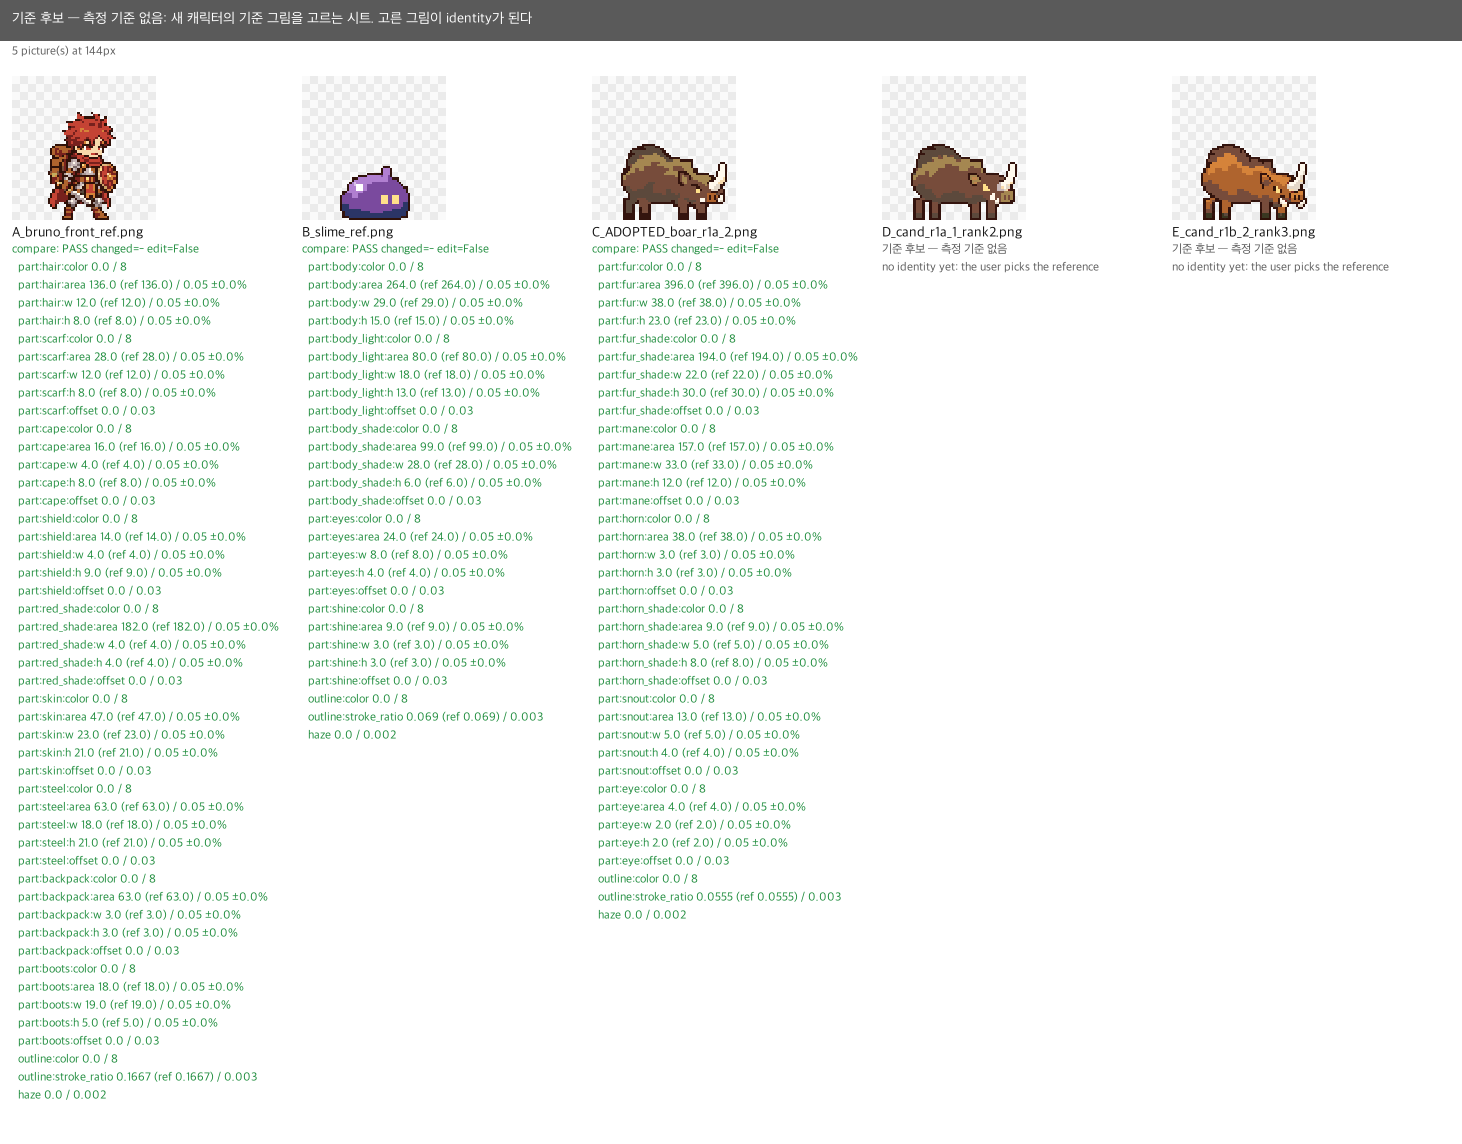 기준 후보 — 측정 기준 없음: 새 캐릭터의 기준 그림을 고르는 시트. 고른 그림이 identity가 된다
5 picture(s) at 144px
A_bruno_front_ref.png
compare: PASS changed=- edit=False
part:hair:color 0.0 / 8
part:hair:area 136.0 (ref 136.0) / 0.05 ±0.0%
part:hair:w 12.0 (ref 12.0) / 0.05 ±0.0%
part:hair:h 8.0 (ref 8.0) / 0.05 ±0.0%
part:scarf:color 0.0 / 8
part:scarf:area 28.0 (ref 28.0) / 0.05 ±0.0%
part:scarf:w 12.0 (ref 12.0) / 0.05 ±0.0%
part:scarf:h 8.0 (ref 8.0) / 0.05 ±0.0%
part:scarf:offset 0.0 / 0.03
part:cape:color 0.0 / 8
part:cape:area 16.0 (ref 16.0) / 0.05 ±0.0%
part:cape:w 4.0 (ref 4.0) / 0.05 ±0.0%
part:cape:h 8.0 (ref 8.0) / 0.05 ±0.0%
part:cape:offset 0.0 / 0.03
part:shield:color 0.0 / 8
part:shield:area 14.0 (ref 14.0) / 0.05 ±0.0%
part:shield:w 4.0 (ref 4.0) / 0.05 ±0.0%
part:shield:h 9.0 (ref 9.0) / 0.05 ±0.0%
part:shield:offset 0.0 / 0.03
part:red_shade:color 0.0 / 8
part:red_shade:area 182.0 (ref 182.0) / 0.05 ±0.0%
part:red_shade:w 4.0 (ref 4.0) / 0.05 ±0.0%
part:red_shade:h 4.0 (ref 4.0) / 0.05 ±0.0%
part:red_shade:offset 0.0 / 0.03
part:skin:color 0.0 / 8
part:skin:area 47.0 (ref 47.0) / 0.05 ±0.0%
part:skin:w 23.0 (ref 23.0) / 0.05 ±0.0%
part:skin:h 21.0 (ref 21.0) / 0.05 ±0.0%
part:skin:offset 0.0 / 0.03
part:steel:color 0.0 / 8
part:steel:area 63.0 (ref 63.0) / 0.05 ±0.0%
part:steel:w 18.0 (ref 18.0) / 0.05 ±0.0%
part:steel:h 21.0 (ref 21.0) / 0.05 ±0.0%
part:steel:offset 0.0 / 0.03
part:backpack:color 0.0 / 8
part:backpack:area 63.0 (ref 63.0) / 0.05 ±0.0%
part:backpack:w 3.0 (ref 3.0) / 0.05 ±0.0%
part:backpack:h 3.0 (ref 3.0) / 0.05 ±0.0%
part:backpack:offset 0.0 / 0.03
part:boots:color 0.0 / 8
part:boots:area 18.0 (ref 18.0) / 0.05 ±0.0%
part:boots:w 19.0 (ref 19.0) / 0.05 ±0.0%
part:boots:h 5.0 (ref 5.0) / 0.05 ±0.0%
part:boots:offset 0.0 / 0.03
outline:color 0.0 / 8
outline:stroke_ratio 0.1667 (ref 0.1667) / 0.003
haze 0.0 / 0.002
B_slime_ref.png
compare: PASS changed=- edit=False
part:body:color 0.0 / 8
part:body:area 264.0 (ref 264.0) / 0.05 ±0.0%
part:body:w 29.0 (ref 29.0) / 0.05 ±0.0%
part:body:h 15.0 (ref 15.0) / 0.05 ±0.0%
part:body_light:color 0.0 / 8
part:body_light:area 80.0 (ref 80.0) / 0.05 ±0.0%
part:body_light:w 18.0 (ref 18.0) / 0.05 ±0.0%
part:body_light:h 13.0 (ref 13.0) / 0.05 ±0.0%
part:body_light:offset 0.0 / 0.03
part:body_shade:color 0.0 / 8
part:body_shade:area 99.0 (ref 99.0) / 0.05 ±0.0%
part:body_shade:w 28.0 (ref 28.0) / 0.05 ±0.0%
part:body_shade:h 6.0 (ref 6.0) / 0.05 ±0.0%
part:body_shade:offset 0.0 / 0.03
part:eyes:color 0.0 / 8
part:eyes:area 24.0 (ref 24.0) / 0.05 ±0.0%
part:eyes:w 8.0 (ref 8.0) / 0.05 ±0.0%
part:eyes:h 4.0 (ref 4.0) / 0.05 ±0.0%
part:eyes:offset 0.0 / 0.03
part:shine:color 0.0 / 8
part:shine:area 9.0 (ref 9.0) / 0.05 ±0.0%
part:shine:w 3.0 (ref 3.0) / 0.05 ±0.0%
part:shine:h 3.0 (ref 3.0) / 0.05 ±0.0%
part:shine:offset 0.0 / 0.03
outline:color 0.0 / 8
outline:stroke_ratio 0.069 (ref 0.069) / 0.003
haze 0.0 / 0.002
C_ADOPTED_boar_r1a_2.png
compare: PASS changed=- edit=False
part:fur:color 0.0 / 8
part:fur:area 396.0 (ref 396.0) / 0.05 ±0.0%
part:fur:w 38.0 (ref 38.0) / 0.05 ±0.0%
part:fur:h 23.0 (ref 23.0) / 0.05 ±0.0%
part:fur_shade:color 0.0 / 8
part:fur_shade:area 194.0 (ref 194.0) / 0.05 ±0.0%
part:fur_shade:w 22.0 (ref 22.0) / 0.05 ±0.0%
part:fur_shade:h 30.0 (ref 30.0) / 0.05 ±0.0%
part:fur_shade:offset 0.0 / 0.03
part:mane:color 0.0 / 8
part:mane:area 157.0 (ref 157.0) / 0.05 ±0.0%
part:mane:w 33.0 (ref 33.0) / 0.05 ±0.0%
part:mane:h 12.0 (ref 12.0) / 0.05 ±0.0%
part:mane:offset 0.0 / 0.03
part:horn:color 0.0 / 8
part:horn:area 38.0 (ref 38.0) / 0.05 ±0.0%
part:horn:w 3.0 (ref 3.0) / 0.05 ±0.0%
part:horn:h 3.0 (ref 3.0) / 0.05 ±0.0%
part:horn:offset 0.0 / 0.03
part:horn_shade:color 0.0 / 8
part:horn_shade:area 9.0 (ref 9.0) / 0.05 ±0.0%
part:horn_shade:w 5.0 (ref 5.0) / 0.05 ±0.0%
part:horn_shade:h 8.0 (ref 8.0) / 0.05 ±0.0%
part:horn_shade:offset 0.0 / 0.03
part:snout:color 0.0 / 8
part:snout:area 13.0 (ref 13.0) / 0.05 ±0.0%
part:snout:w 5.0 (ref 5.0) / 0.05 ±0.0%
part:snout:h 4.0 (ref 4.0) / 0.05 ±0.0%
part:snout:offset 0.0 / 0.03
part:eye:color 0.0 / 8
part:eye:area 4.0 (ref 4.0) / 0.05 ±0.0%
part:eye:w 2.0 (ref 2.0) / 0.05 ±0.0%
part:eye:h 2.0 (ref 2.0) / 0.05 ±0.0%
part:eye:offset 0.0 / 0.03
outline:color 0.0 / 8
outline:stroke_ratio 0.0555 (ref 0.0555) / 0.003
haze 0.0 / 0.002
D_cand_r1a_1_rank2.png
기준 후보 — 측정 기준 없음
no identity yet: the user picks the reference
E_cand_r1b_2_rank3.png
기준 후보 — 측정 기준 없음
no identity yet: the user picks the reference